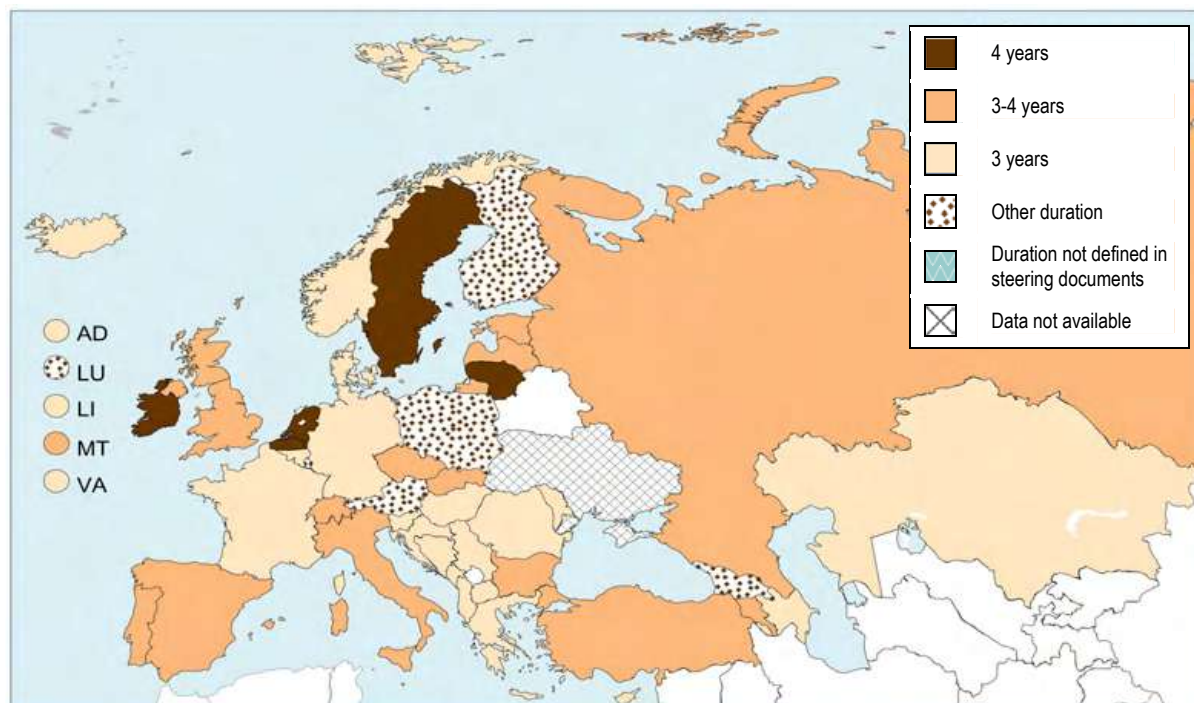 4 years
3-4 years
3 years
Other duration
Duration not defined in
steering documents
Data not available
AD
LU
LI
MT
VA